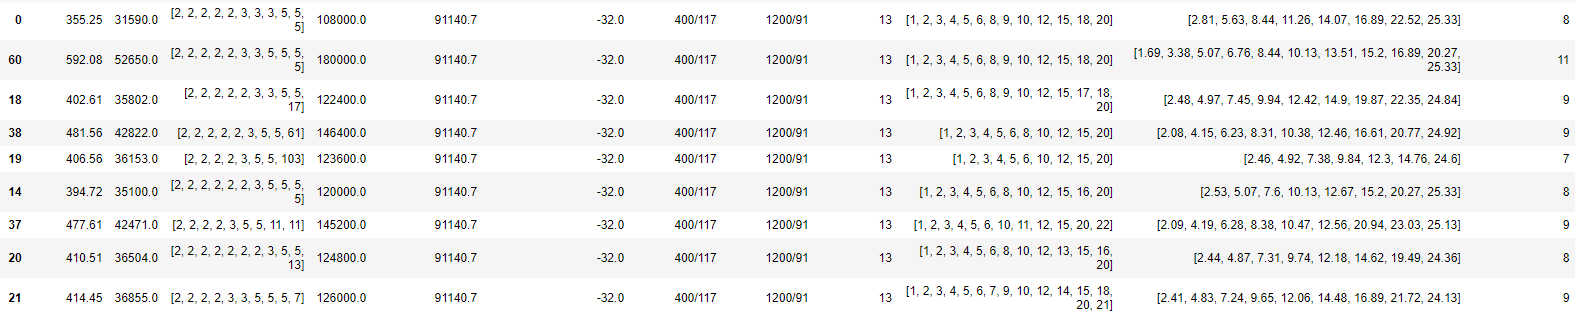 0 355.25 31590.0 [2, 2, 2, 2, 2, 3, 3, 3, 5, 5, 5] 108000.0 91140.7 -32.0 400/117 1200/91 13 [1, 2, 3, 4, 5, 6, 8, 9, 10, 12, 15, 18, 20] [2.81, 5.63, 8.44, 11.26, 14.07, 16.89, 22.52, 25.33] 8
60 592.08 52650.0 [2, 2, 2, 2, 2, 3, 3, 5, 5, 5, 5] 180000.0 91140.7 -32.0 400/117 1200/91 13 [1, 2, 3, 4, 5, 6, 8, 9, 10, 12, 15, 18, 20] [1.69, 3.38, 5.07, 6.76, 8.44, 10.13, 13.51, 15.2, 16.89, 20.27, 25.33] 11
18 402.61 35802.0 [2, 2, 2, 2, 2, 3, 3, 5, 5, 17] 122400.0 91140.7 -32.0 400/117 1200/91 13 [1, 2, 3, 4, 5, 6, 8, 9, 10, 12, 15, 17, 18, 20] [2.48, 4.97, 7.45, 9.94, 12.42, 14.9, 19.87, 22.35, 24.84] 9
38 481.56 42822.0 [2, 2, 2, 2, 2, 3, 5, 5, 61] 146400.0 91140.7 -32.0 400/117 1200/91 13 [1, 2, 3, 4, 5, 6, 8, 10, 12, 15, 20] [2.08, 4.15, 6.23, 8.31, 10.38, 12.46, 16.61, 20.77, 24.92] 9
19 406.56 36153.0 [2, 2, 2, 2, 3, 5, 5, 103] 123600.0 91140.7 -32.0 400/117 1200/91 13 [1, 2, 3, 4, 5, 6, 10, 12, 15, 20] [2.46, 4.92, 7.38, 9.84, 12.3, 14.76, 24.6] 7
14 394.72 35100.0 [2, 2, 2, 2, 2, 2, 3, 5, 5, 5, 5] 120000.0 91140.7 -32.0 400/117 1200/91 13 [1, 2, 3, 4, 5, 6, 8, 10, 12, 15, 16, 20] [2.53, 5.07, 7.6, 10.13, 12.67, 15.2, 20.27, 25.33] 8
37 477.61 42471.0 [2, 2, 2, 2, 3, 5, 5, 11, 11] 145200.0 91140.7 -32.0 400/117 1200/91 13 [1, 2, 3, 4, 5, 6, 10, 11, 12, 15, 20, 22] [2.09, 4.19, 6.28, 8.38, 10.47, 12.56, 20.94, 23.03, 25.13] 9
20 410.51 36504.0 [2, 2, 2, 2, 2, 2, 2, 3, 5, 5, 13] 124800.0 91140.7 -32.0 400/117 1200/91 13 [1, 2, 3, 4, 5, 6, 8, 10, 12, 13, 15, 16, 20] [2.44, 4.87, 7.31, 9.74, 12.18, 14.62, 19.49, 24.36] 8
21 414.45 36855.0 [2, 2, 2, 2, 3, 3, 5, 5, 5, 7] 126000.0 91140.7 -32.0 400/117 1200/91 13 [1, 2, 3, 4, 5, 6, 7, 9, 10, 12, 14, 15, 18, 20, 21] [2.41, 4.83, 7.24, 9.65, 12.06, 14.48, 16.89, 21.72, 24.13] 9